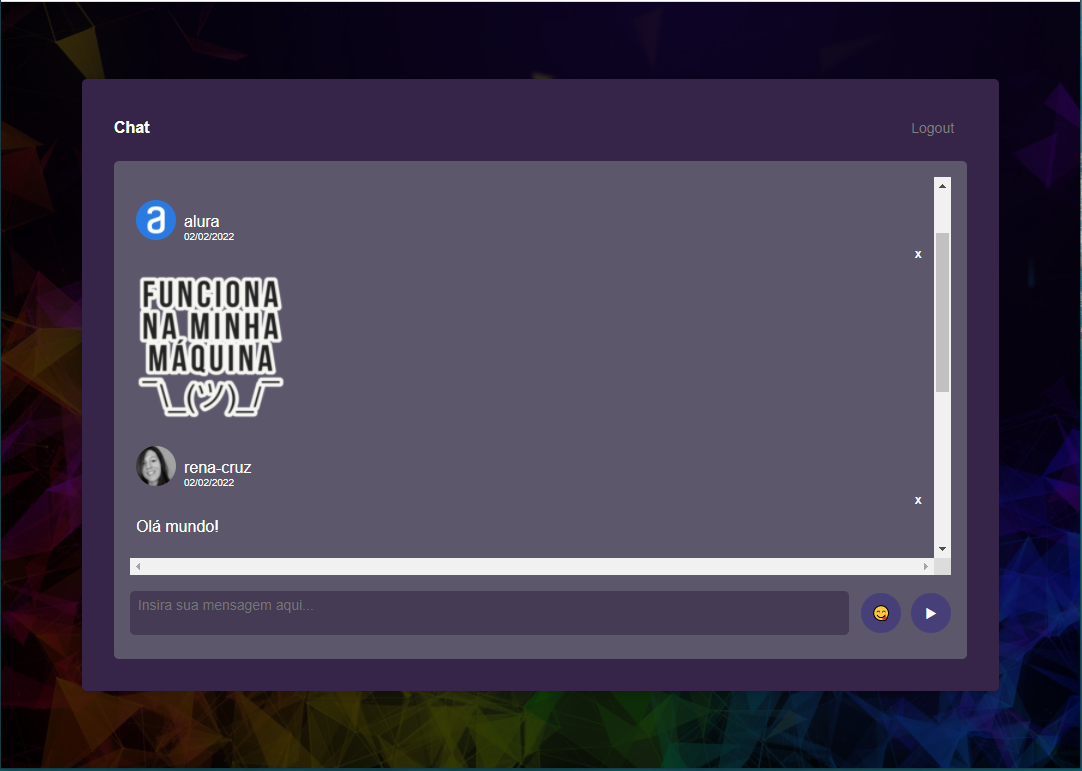 Chat
Logout
a
alura
02/02/2022
x
FUNCIONA
NA MINHA
MÁQUINA
¯\_(ツ)_/¯
rena-cruz
02/02/2022
x
Olá mundo!
Insira sua mensagem aqui...